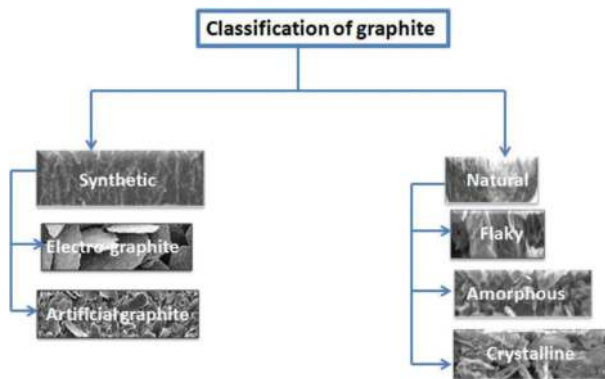 Classification of graphite
Synthetic
Electro-graphite
Artificial graphite
Natural
Flaky
Amorphous
Crystalline